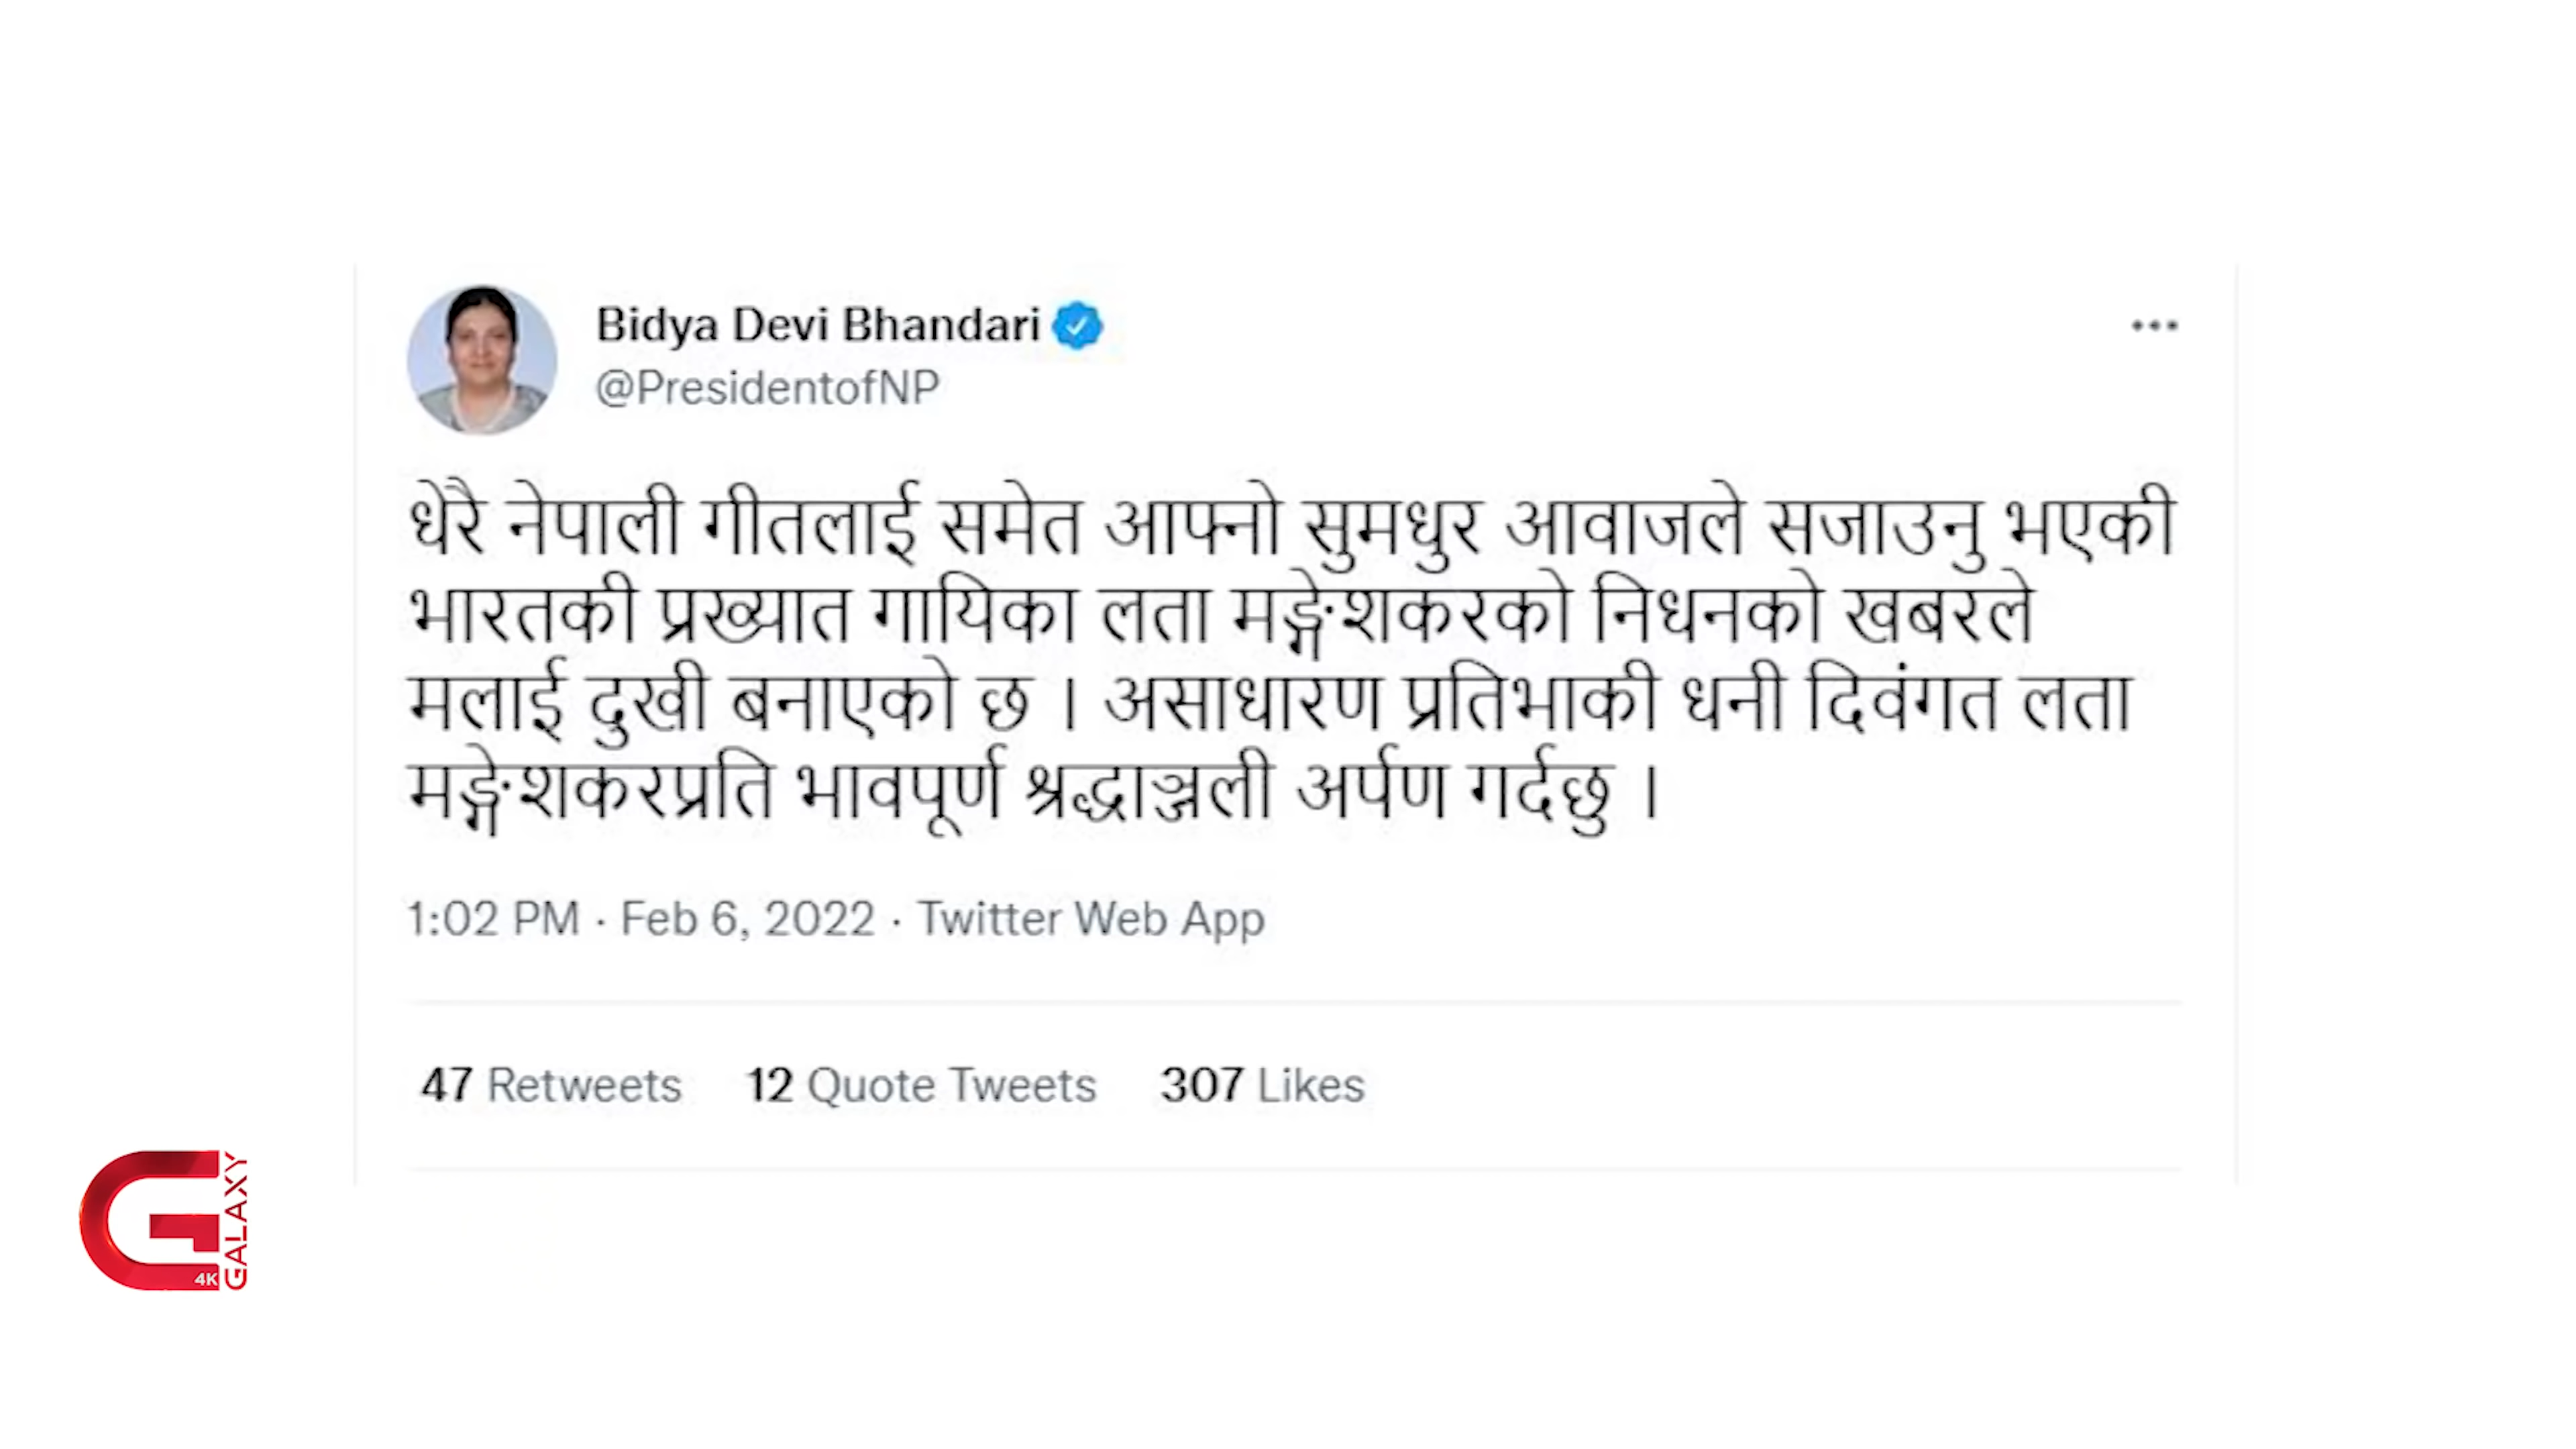 Bidya Devi Bhandari
@PresidentofNP
धेरै नेपाली गीतलाई समेत आफ्नो सुमधुर आवाजले सजाउनु भएकी
भारतकी प्रख्यात गायिका लता मङ्गेशकरको निधनको खबरले
मलाई दुखी बनाएको छ । असाधारण प्रतिभाकी धनी दिवंगत लता
मङ्गेशकरप्रति भावपूर्ण श्रद्धाञ्जली अर्पण गर्दछु ।
1:02 PM · Feb 6, 2022 · Twitter Web App
47 Retweets 12 Quote Tweets 307 Likes
4K GALAXY